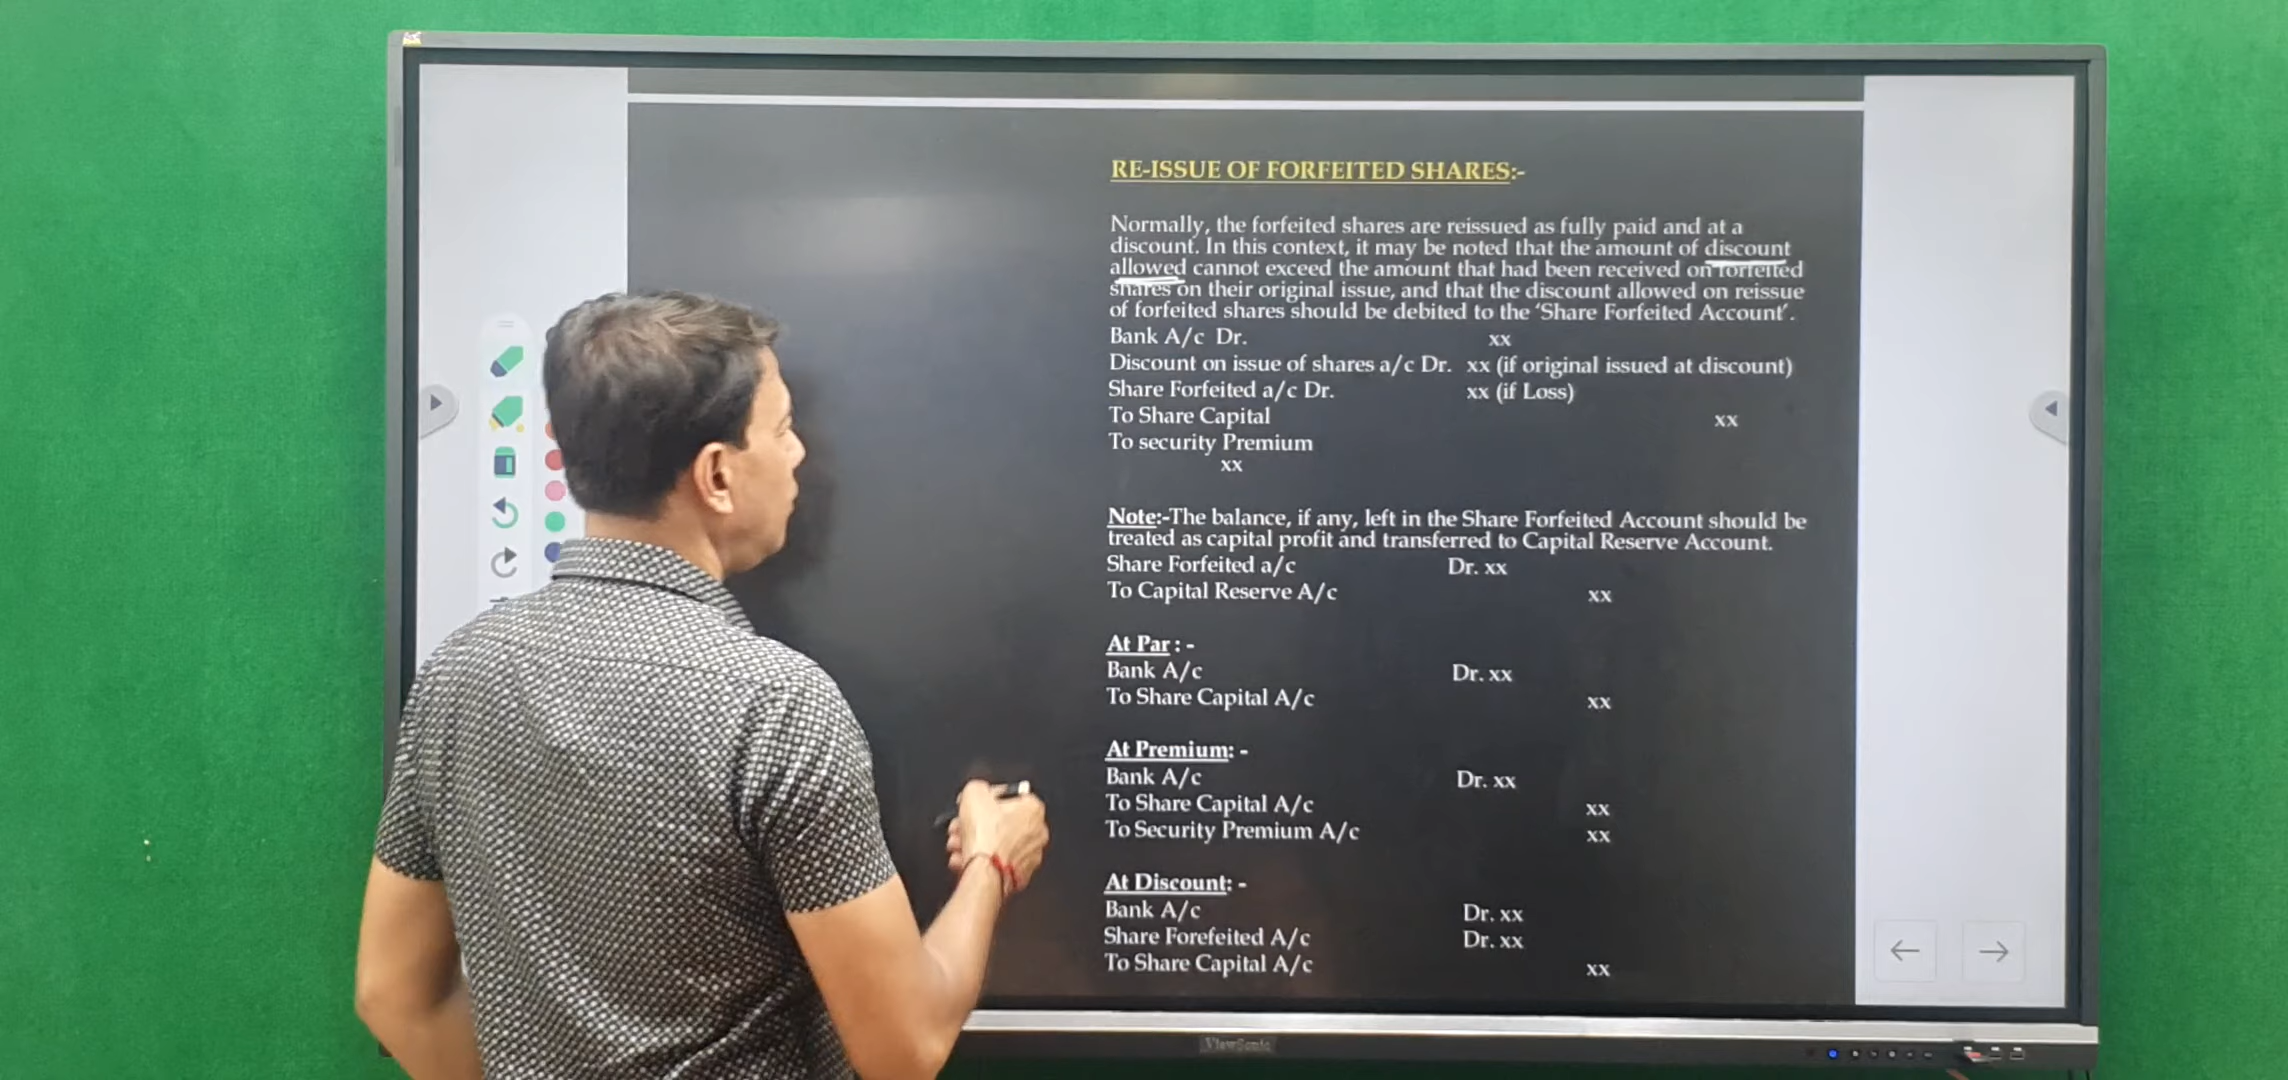 RE-ISSUE OF FORFEITED SHARES:-
Normally, the forfeited shares are reissued as fully paid and at a
discount. In this context, it may be noted that the amount of discount
allowed cannot exceed the amount that had been received on forfeited
shares on their original issue, and that the discount allowed on reissue
of forfeited shares should be debited to the ‘Share Forfeited Account’.
Bank A/c Dr. xx
Discount on issue of shares a/c Dr. xx (if original issued at discount)
Share Forfeited a/c Dr. xx (if Loss)
To Share Capital xx
To security Premium
xx
Note:-The balance, if any, left in the Share Forfeited Account should be
treated as capital profit and transferred to Capital Reserve Account.
Share Forfeited a/c Dr. xx
To Capital Reserve A/c xx
At Par : -
Bank A/c Dr. xx
To Share Capital A/c xx
At Premium: -
Bank A/c Dr. xx
To Share Capital A/c xx
To Security Premium A/c xx
At Discount: -
Bank A/c Dr. xx
Share Forefeited A/c Dr. xx
To Share Capital A/c xx
ViewSonic